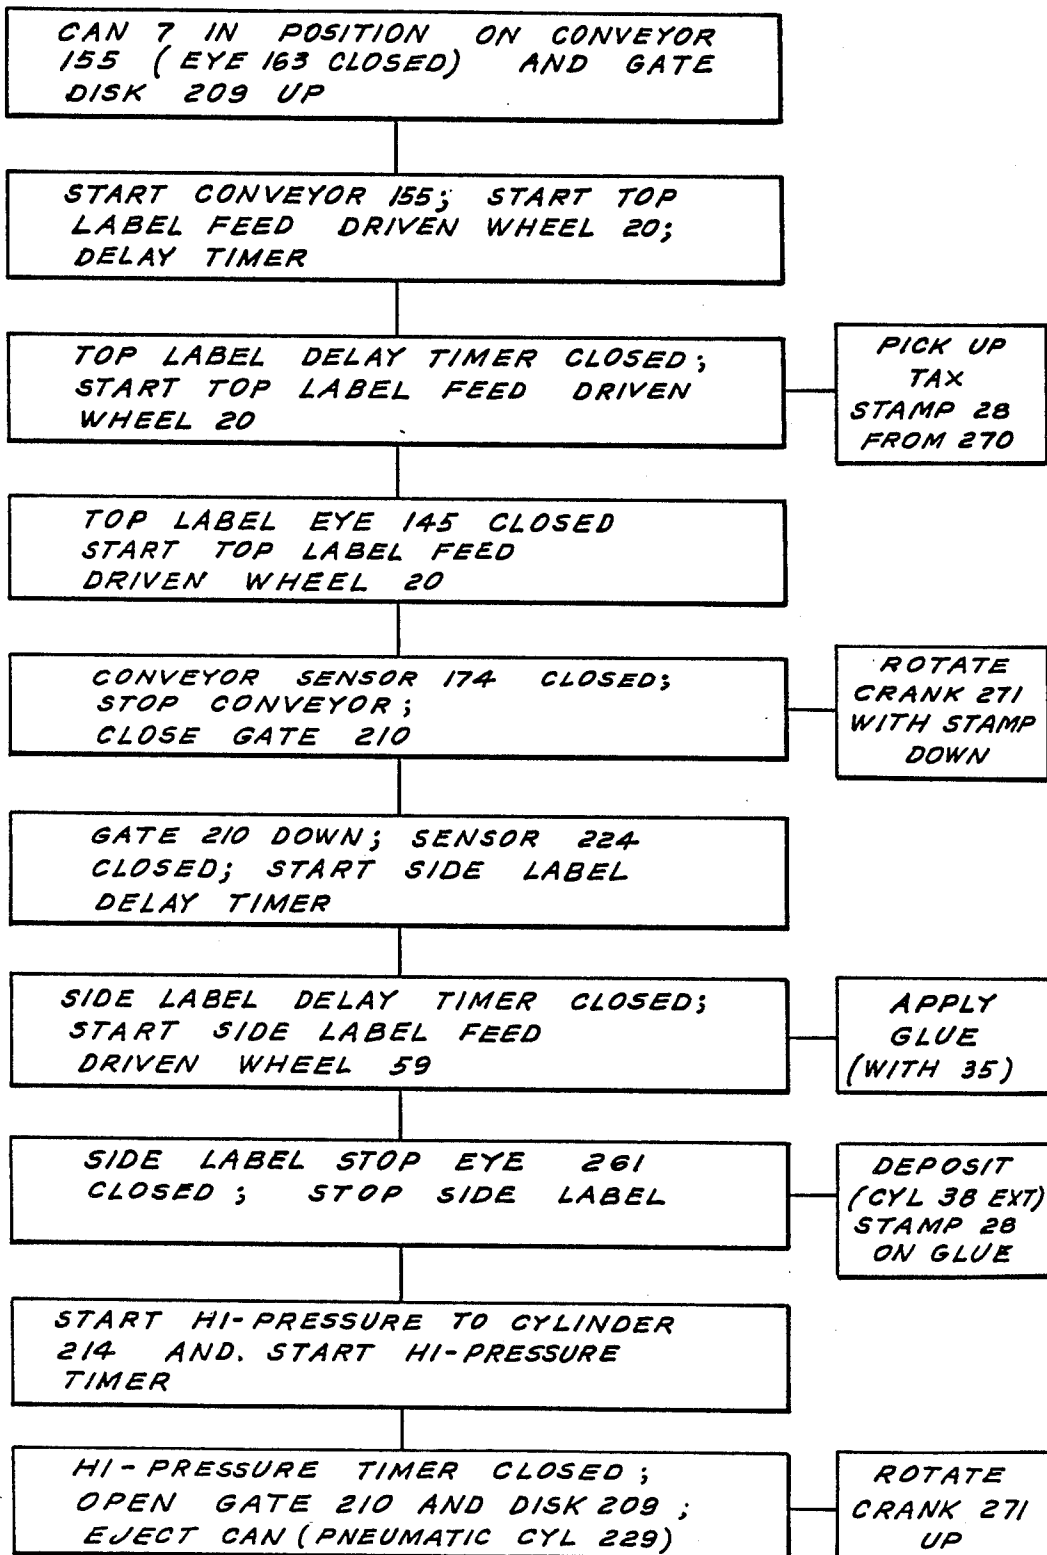 CAN 7 IN POSITION ON CONVEYOR
155 (EYE 163 CLOSED) AND GATE
DISK 209 UP
START CONVEYOR 155; START TOP
LABEL FEED DRIVEN WHEEL 20;
DELAY TIMER
TOP LABEL DELAY TIMER CLOSED;
START TOP LABEL FEED DRIVEN
WHEEL 20
PICK UP
TAX
STAMP 28
FROM 270
TOP LABEL EYE 145 CLOSED
START TOP LABEL FEED
DRIVEN WHEEL 20
CONVEYOR SENSOR 174 CLOSED;
STOP CONVEYOR;
CLOSE GATE 210
ROTATE
CRANK 271
WITH STAMP
DOWN
GATE 210 DOWN; SENSOR 224
CLOSED; START SIDE LABEL
DELAY TIMER
SIDE LABEL DELAY TIMER CLOSED;
START SIDE LABEL FEED
DRIVEN WHEEL 59
APPLY
GLUE
(WITH 35)
SIDE LABEL STOP EYE 261
CLOSED; STOP SIDE LABEL
DEPOSIT
(CYL 38 EXT)
STAMP 28
ON GLUE
START HI-PRESSURE TO CYLINDER
214 AND. START HI-PRESSURE
TIMER
HI-PRESSURE TIMER CLOSED;
OPEN GATE 210 AND DISK 209;
EJECT CAN (PNEUMATIC CYL 229)
ROTATE
CRANK 271
UP